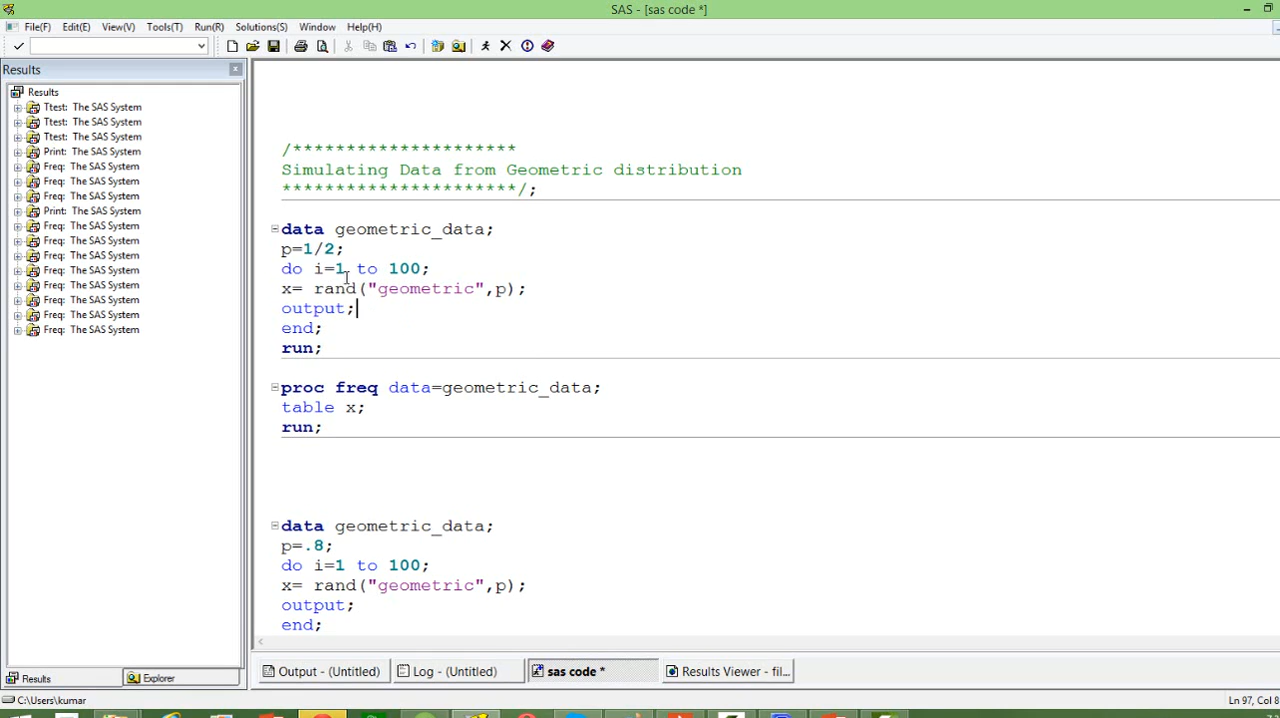 SAS - [sas code *]
File(F) Edit(E) View(V) Tools(T) Run(R) Solutions(S) Window Help(H)
Results
Results
Ttest: The SAS System
Ttest: The SAS System
Ttest: The SAS System
Print: The SAS System
Freq: The SAS System
Freq: The SAS System
Freq: The SAS System
Print: The SAS System
Freq: The SAS System
Freq: The SAS System
Freq: The SAS System
Freq: The SAS System
Freq: The SAS System
Freq: The SAS System
Freq: The SAS System
Freq: The SAS System
/*********************
Simulating Data from Geometric distribution
**********************/;
data geometric_data;
p=1/2;
do i=1 to 100;
x= rand("geometric",p);
output;
end;
run;
proc freq data=geometric_data;
table x;
run;
data geometric_data;
p=.8;
do i=1 to 100;
x= rand("geometric",p);
output;
end;
Results Explorer
Output - (Untitled) Log - (Untitled) sas code * Results Viewer - fil...
C:\Users\kumar
Ln 97, Col 8